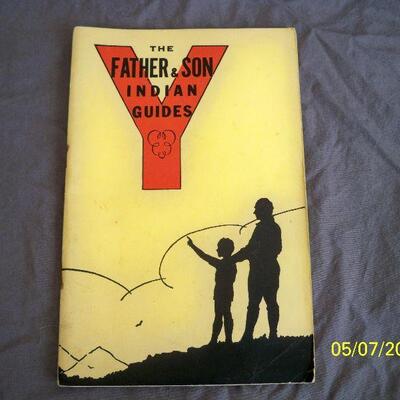 THE
FATHER & SON
INDIAN
GUIDES
05/07/20